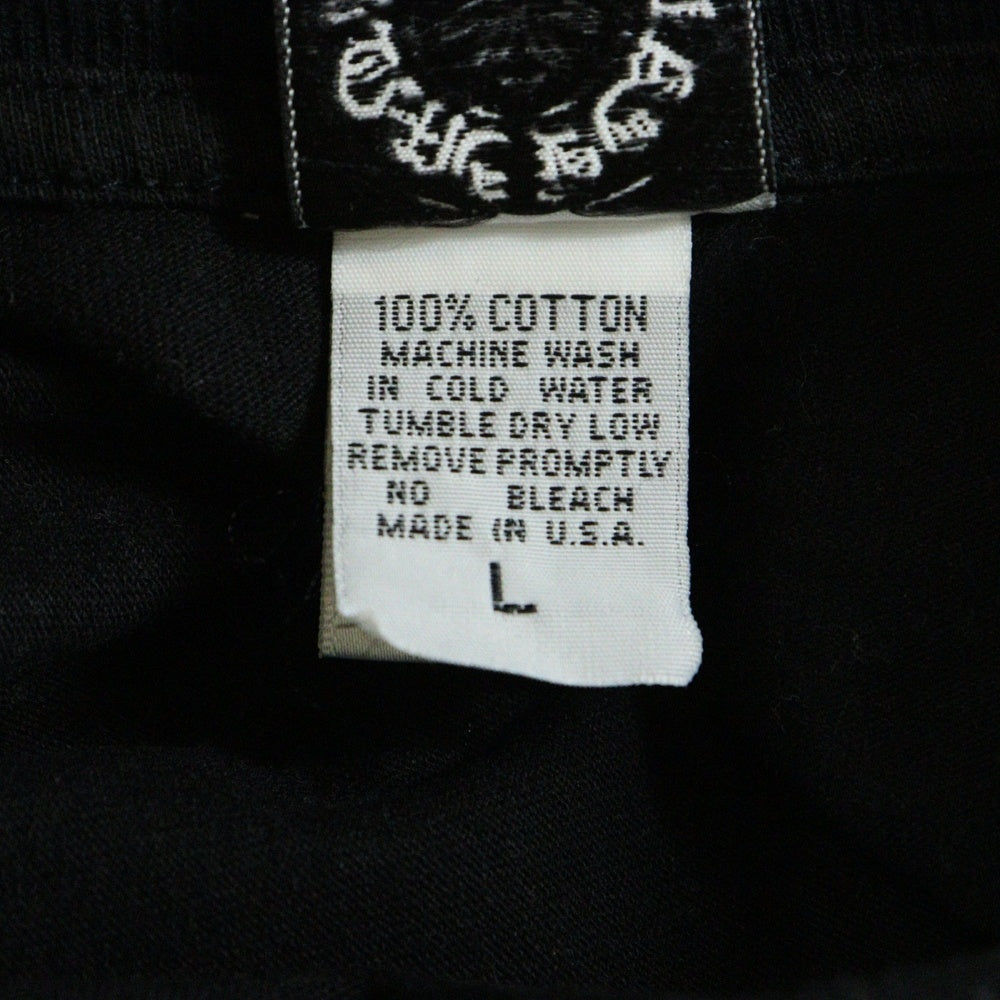 100% COTTON
MACHINE WASH
IN COLD WATER
TUMBLE DRY LOW
REMOVE PROMPTLY
NO BLEACH
MADE IN U.S.A.
L